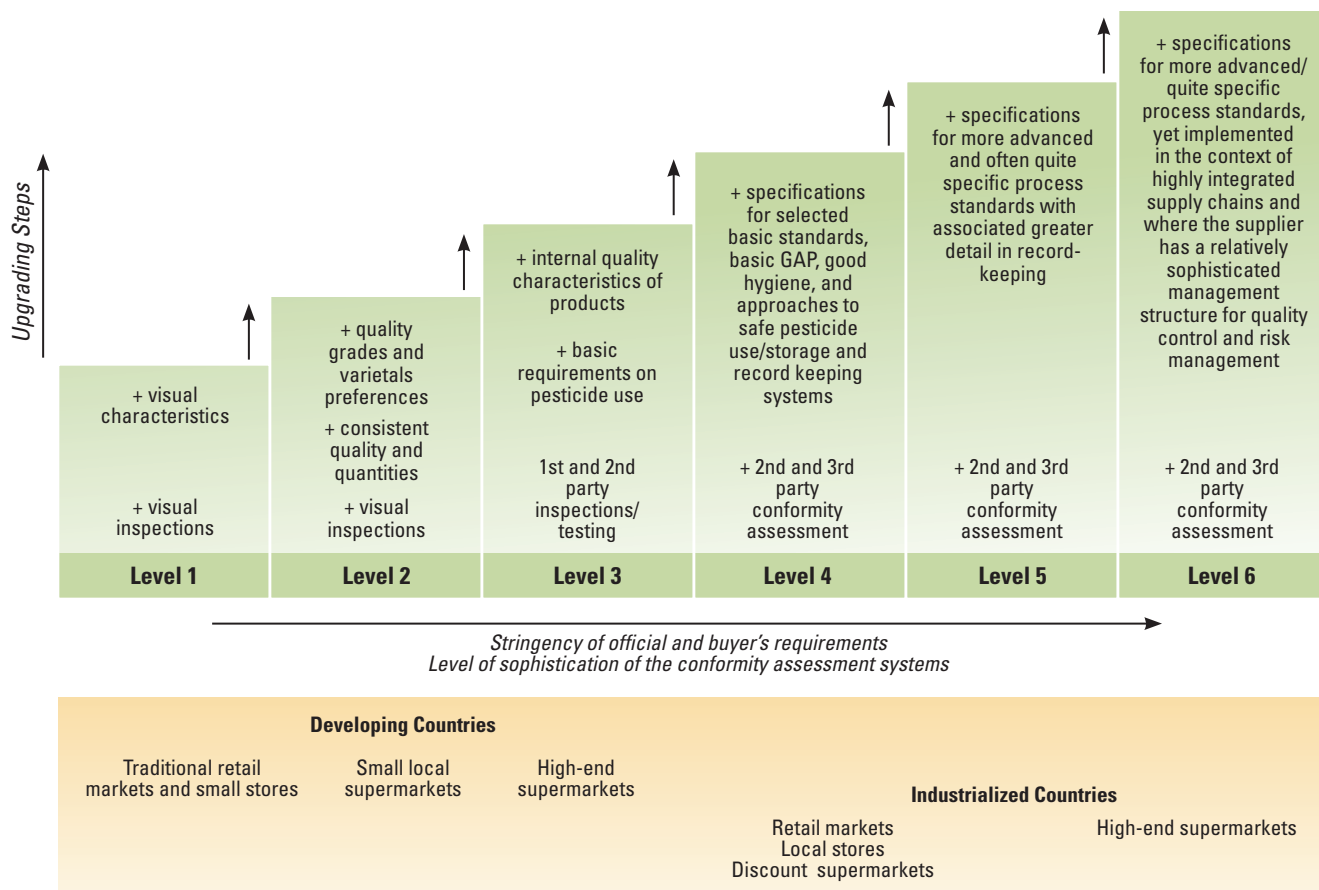 Upgrading Steps
+ visual
characteristics
+ visual
inspections
Level 1
+ quality
grades and
varietals
preferences
+ consistent
quality and
quantities
+ visual
inspections
Level 2
+ internal quality
characteristics of
products
+ basic
requirements on
pesticide use
1st and 2nd
party
inspections/
testing
Level 3
+ specifications
for selected
basic standards,
basic GAP, good
hygiene, and
approaches to
safe pesticide
use/storage and
record keeping
systems
+ 2nd and 3rd
party
conformity
assessment
Level 4
+ specifications
for more advanced
and often quite
specific process
standards with
associated greater
detail in record-
keeping
+ 2nd and 3rd
party
conformity
assessment
Level 5
+ specifications
for more advanced/
quite specific
process standards,
yet implemented
in the context of
highly integrated
supply chains and
where the supplier
has a relatively
sophisticated
management
structure for quality
control and risk
management
+ 2nd and 3rd
party
conformity
assessment
Level 6
Stringency of official and buyer's requirements
Level of sophistication of the conformity assessment systems
Developing Countries
Traditional retail
markets and small stores
Small local
supermarkets
High-end
supermarkets
Industrialized Countries
Retail markets
Local stores
Discount supermarkets
High-end supermarkets